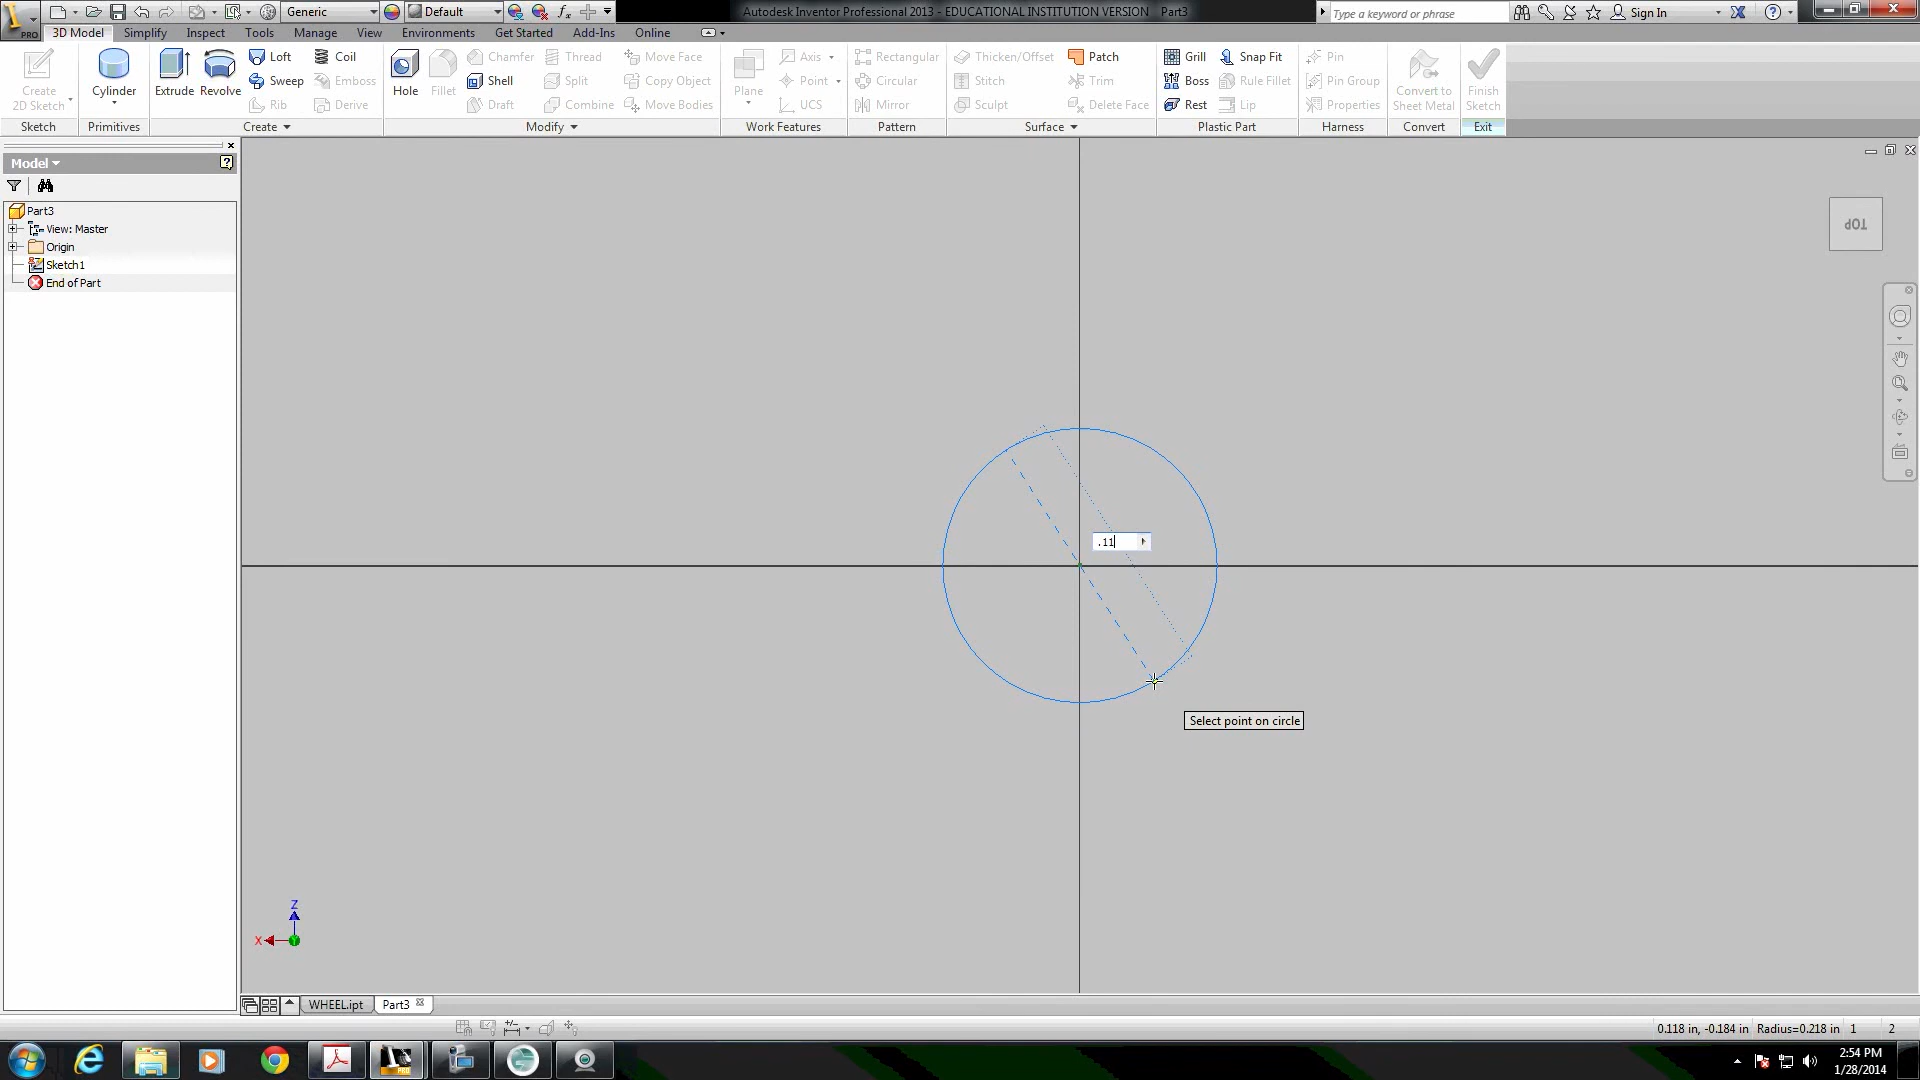 PRO Generic Default Autodesk Inventor Professional 2013 - EDUCATIONAL INSTITUTION VERSION Part3 Type a keyword or phrase Sign In
3D Model Simplify Inspect Tools Manage View Environments Get Started Add-Ins Online
Loft Coil Chamfer Thread Move Face Axis Rectangular Thicken/Offset Patch Grill Snap Fit Pin
Create Cylinder Extrude Revolve Sweep Emboss Hole Fillet Shell Split Copy Object Plane Point Circular Stitch Trim Boss Rule Fillet Pin Group Convert to Finish
2D Sketch Rib Derive Draft Combine Move Bodies UCS Mirror Sculpt Delete Face Rest Lip Properties Sheet Metal Sketch
Sketch Primitives Create Modify Work Features Pattern Surface Plastic Part Harness Convert Exit
Model
Part3
View: Master
Origin
Sketch1
End of Part
TOP
.11
Select point on circle
Z
X
WHEEL.ipt Part3
0.118 in, -0.184 in Radius=0.218 in 1 2
2:54 PM
1/28/2014